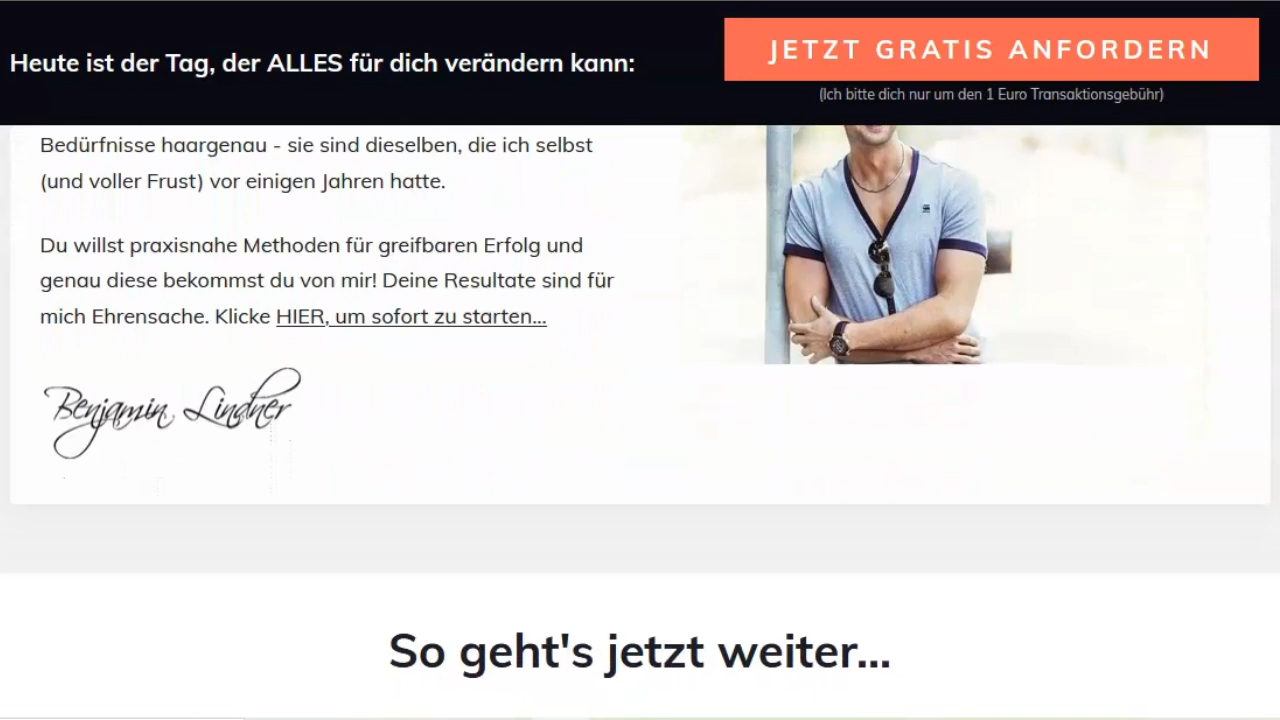 Heute ist der Tag, der ALLES für dich verändern kann:
JETZT GRATIS ANFORDERN
(Ich bitte dich nur um den 1 Euro Transaktionsgebühr)
Bedürfnisse haargenau - sie sind dieselben, die ich selbst
(und voller Frust) vor einigen Jahren hatte.
Du willst praxisnahe Methoden für greifbaren Erfolg und
genau diese bekommst du von mir! Deine Resultate sind für
mich Ehrensache. Klicke HIER, um sofort zu starten...
Benjamin Lindner
So geht's jetzt weiter...